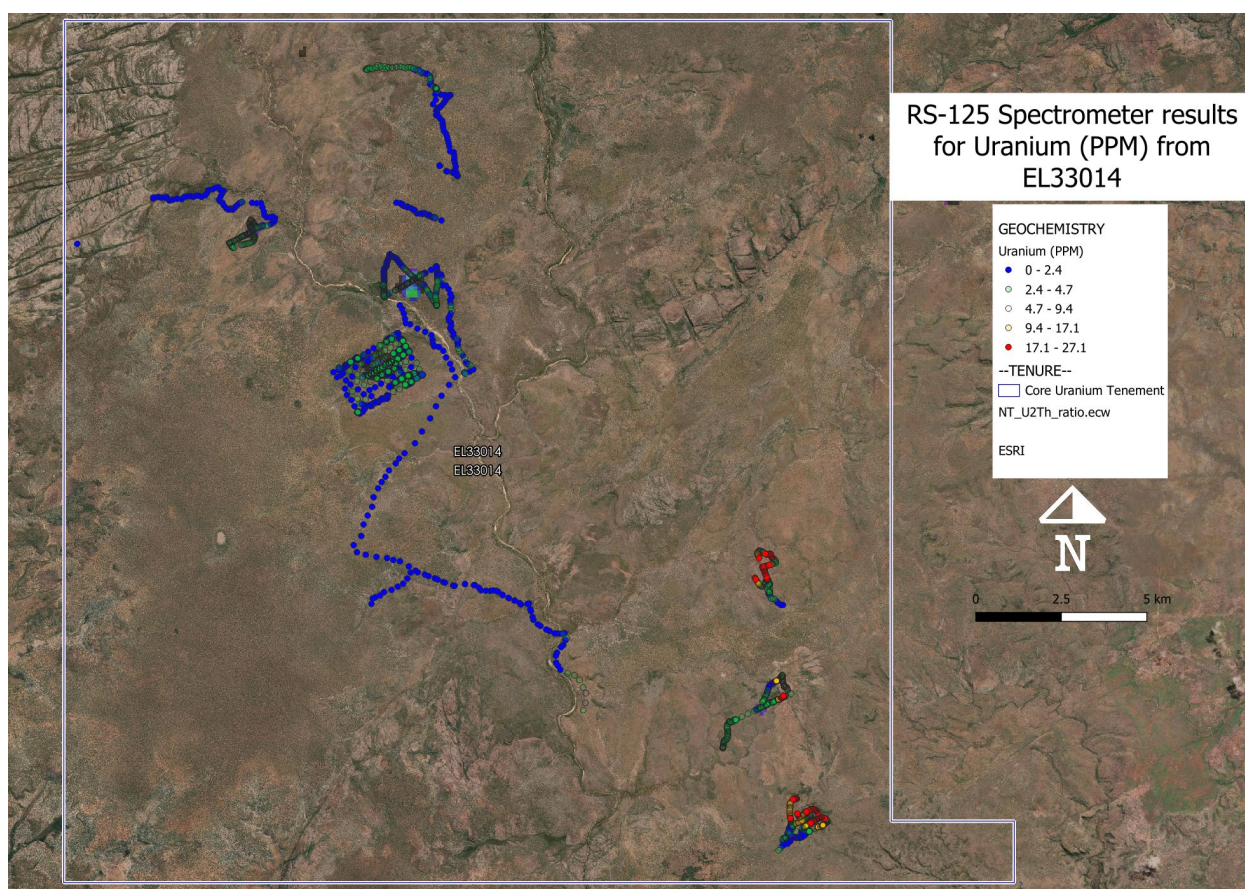 RS-125 Spectrometer results
for Uranium (PPM) from
EL33014
GEOCHEMISTRY
Uranium (PPM)
0 - 2.4
2.4 - 4.7
4.7 - 9.4
9.4 - 17.1
17.1 - 27.1
--TENURE--
Core Uranium Tenement
NT_U2Th_ratio.ecw
ESRI
EL33014
EL33014
N
0 2.5 5 km